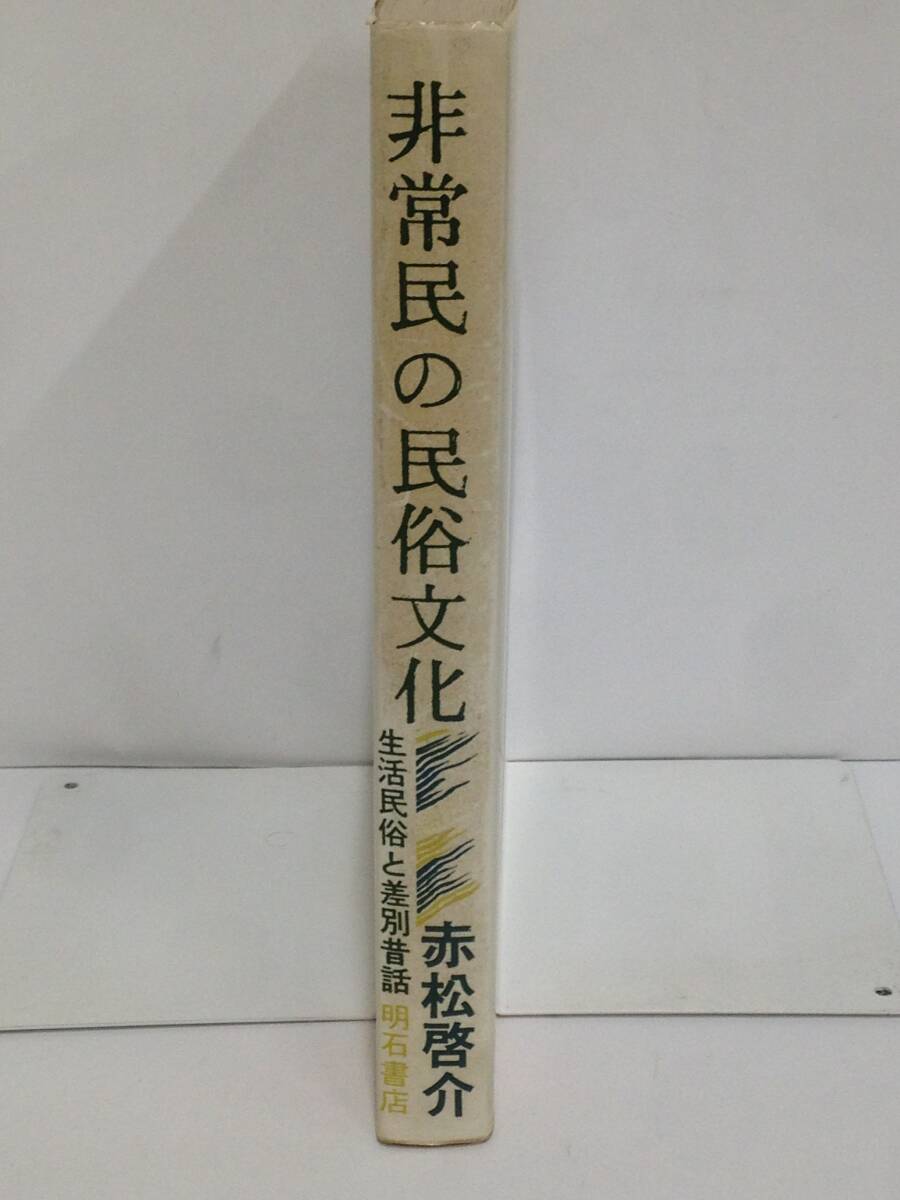 非常民の民俗文化
生活民俗と差別昔話
赤松啓介
明石書店